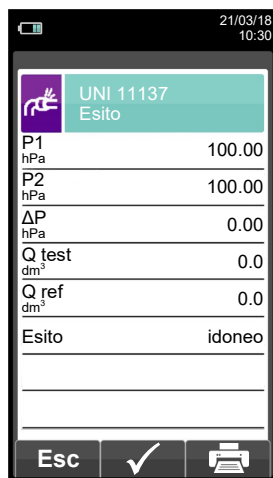 21/03/18
10:30
UNI 11137
Esito
P1
hPa
100.00
P2
hPa
100.00
ΔP
hPa
0.00
Q test
dm³
0.0
Q ref
dm³
0.0
Esito idoneo
Esc